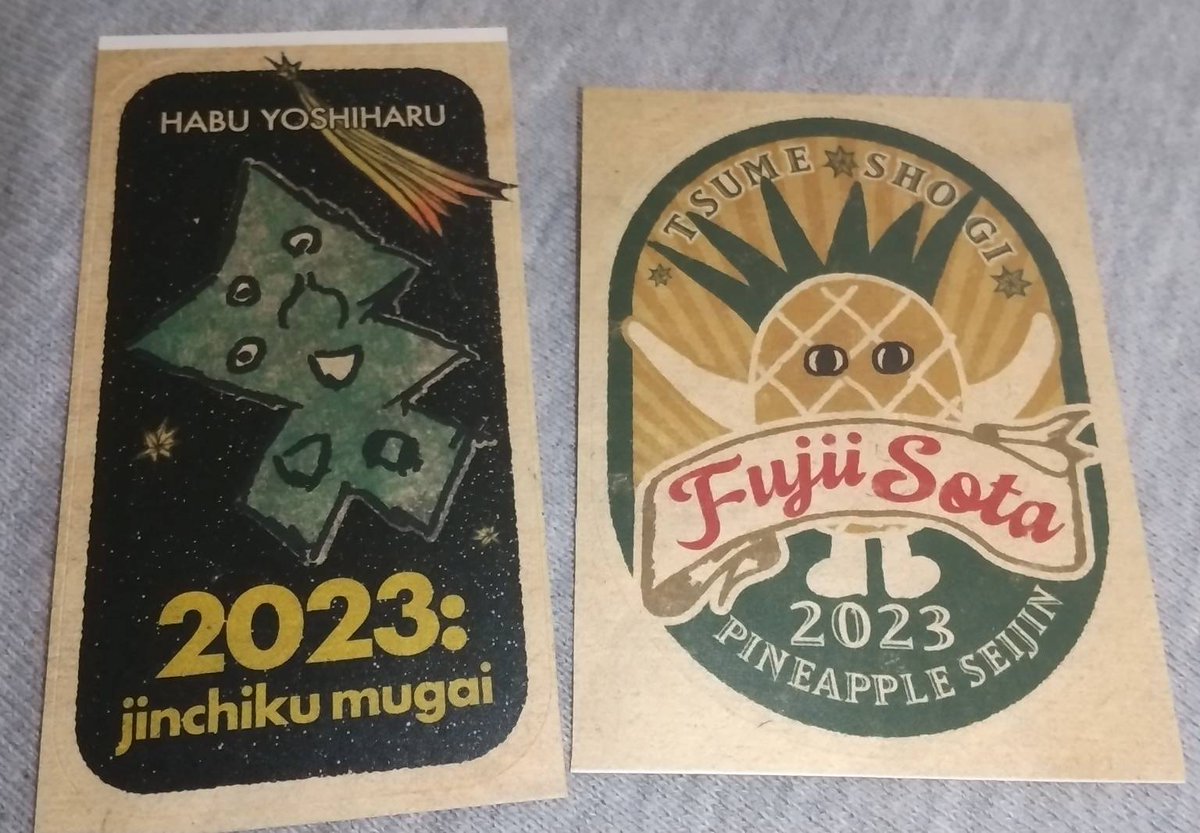 HABU YOSHIHARU
2023:
jinchiku mugai
TSUME SHOGI
Fujii Sota
2023
PINEAPPLE SEIJIN